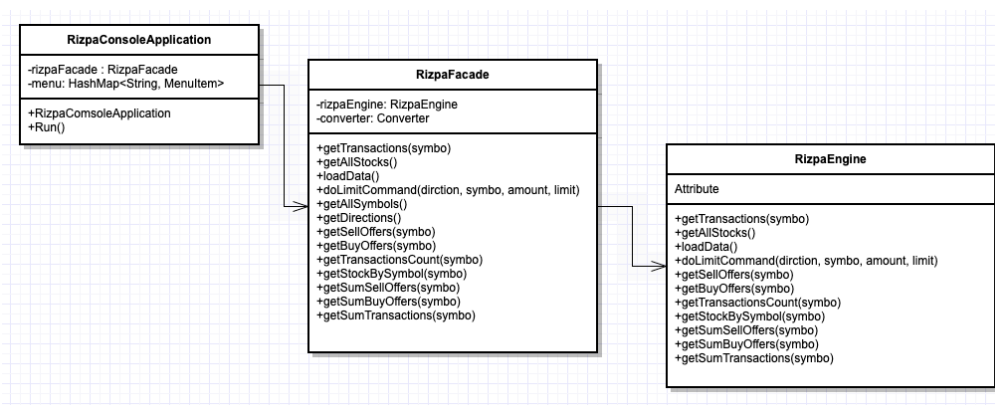 RizpaConsoleApplication
-rizpaFacade : RizpaFacade
-menu: HashMap<String, MenuItem>
+RizpaComsoleApplication
+Run()
RizpaFacade
-rizpaEngine: RizpaEngine
-converter: Converter
+getTransactions(symbo)
+getAllStocks()
+loadData()
+doLimitCommand(dirction, symbo, amount, limit)
+getAllSymbols()
+getDirections()
+getSellOffers(symbo)
+getBuyOffers(symbo)
+getTransactionsCount(symbo)
+getStockBySymbol(symbo)
+getSumSellOffers(symbo)
+getSumBuyOffers(symbo)
+getSumTransactions(symbo)
RizpaEngine
Attribute
+getTransactions(symbo)
+getAllStocks()
+loadData()
+doLimitCommand(dirction, symbo, amount, limit)
+getSellOffers(symbo)
+getBuyOffers(symbo)
+getTransactionsCount(symbo)
+getStockBySymbol(symbo)
+getSumSellOffers(symbo)
+getSumBuyOffers(symbo)
+getSumTransactions(symbo)